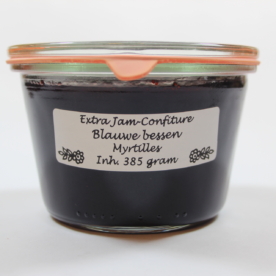 Extra Jam-Confiture
Blauwe bessen
Myrtilles
Inh. 385 gram